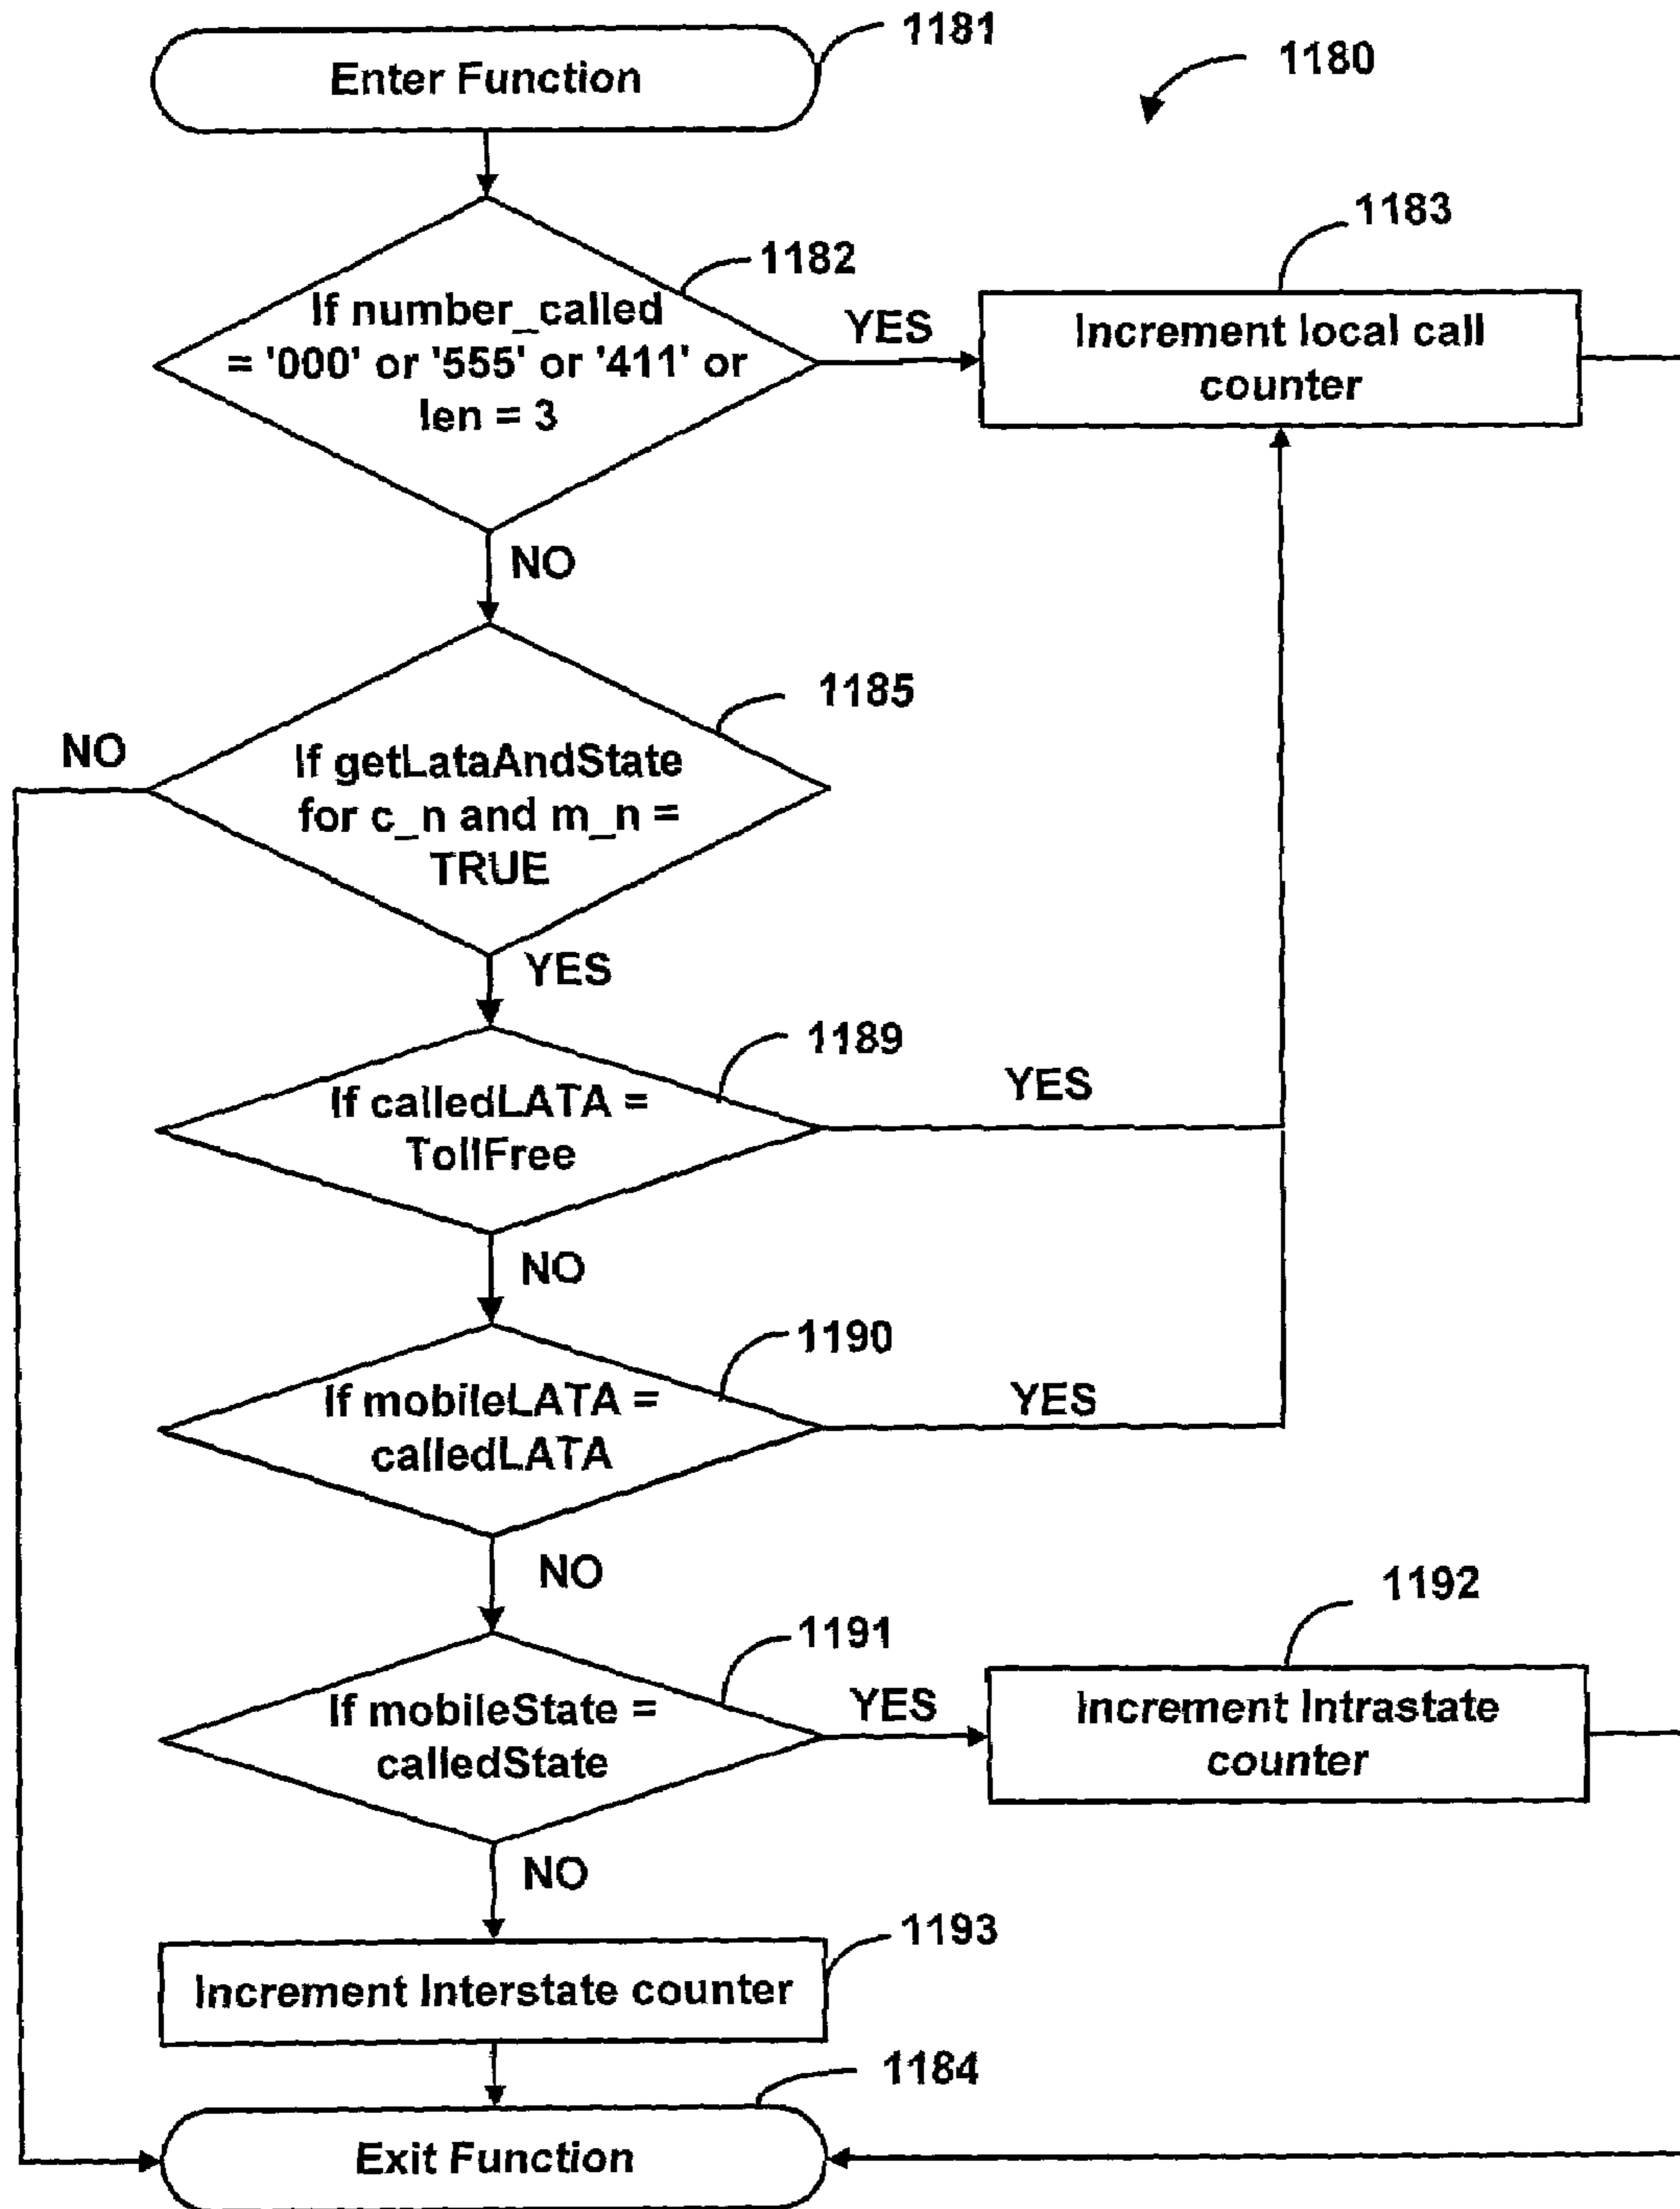 1181
Enter Function
1180
1183
1182
If number_called
= '000' or '555' or '411' or
len = 3
YES
Increment local call
counter
NO
1185
NO
If getLataAndState
for c_n and m_n =
TRUE
YES
1189
If calledLATA =
TollFree
YES
NO
1190
If mobileLATA =
calledLATA
YES
NO
1192
1191
If mobileState =
calledState
YES
Increment Intrastate
counter
NO
1193
Increment Interstate counter
1184
Exit Function